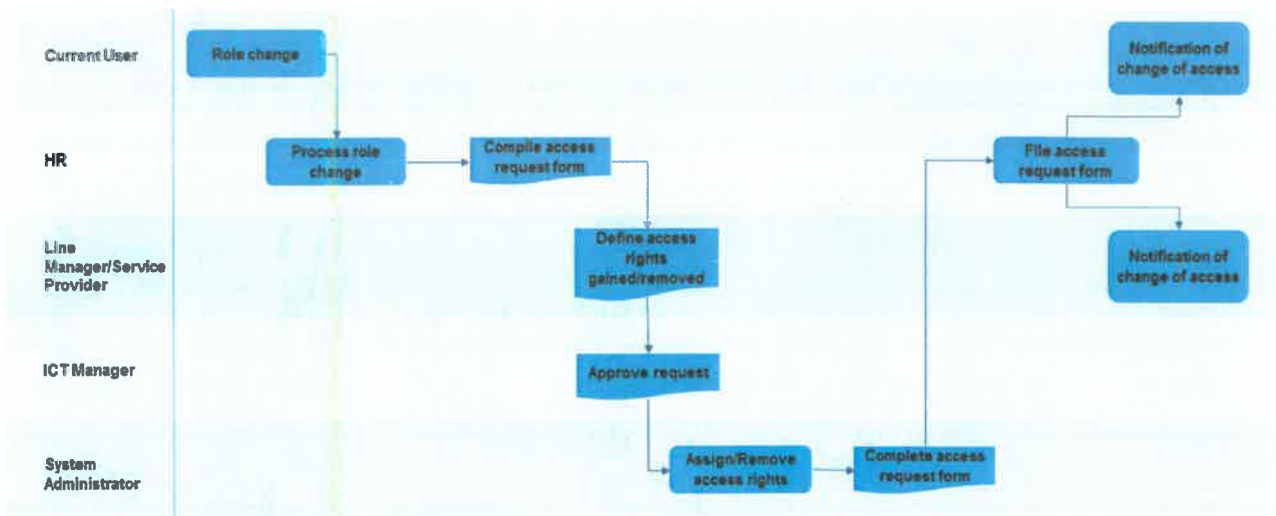 Current User
Role change
Notification of
change of access
HR
Process role
change
Compile access
request form
File access
request form
Line
Manager/Service
Provider
Define access
rights
gained/removed
Notification of
change of access
ICT Manager
Approve request
System
Administrator
Assign/Remove
access rights
Complete access
request form